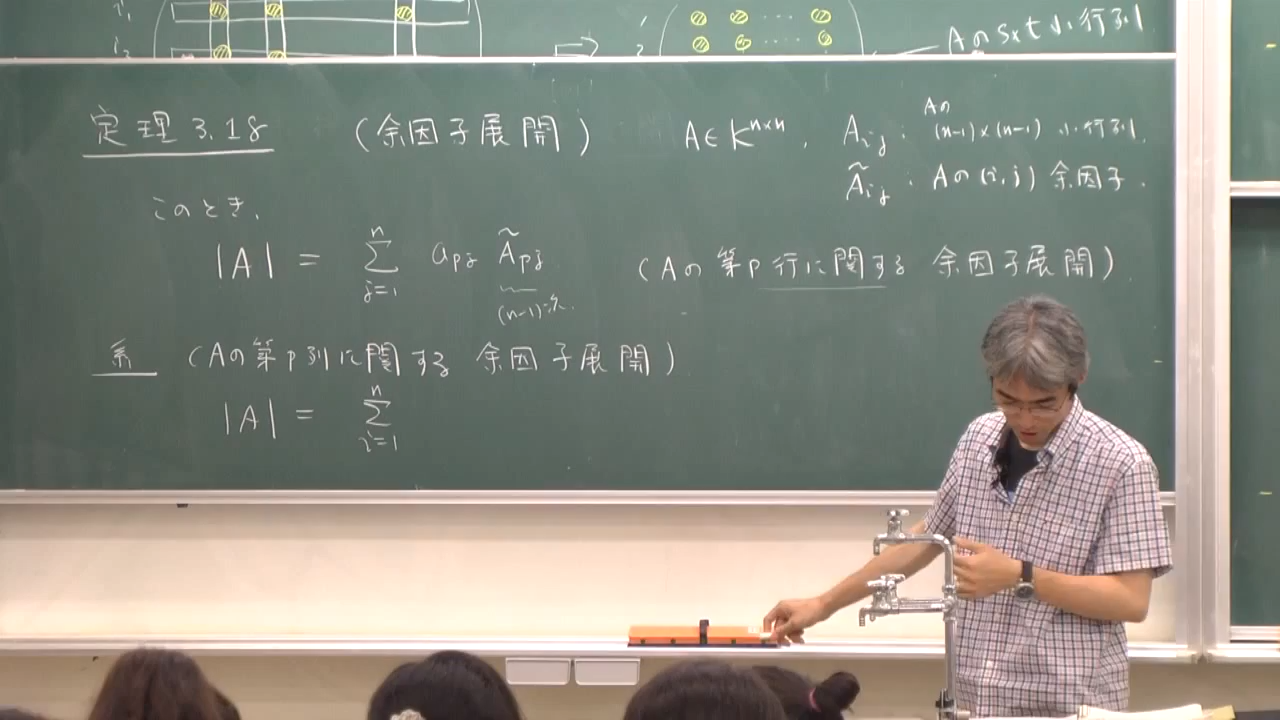 i₁
i₂
Aのs×t小行列
定理3.18 (余因子展開) A∈K^{n×n}, A_{ij}: Aの (n-1)×(n-1) 小行列.
Ã_{ij}: Aの(i,j)余因子.
このとき,
|A| = Σ_{j=1}^{n} a_{pj} Ã_{pj} (Aの第p行に関する 余因子展開).
(n-1)次.
系 (Aの第p列に関する 余因子展開).
|A| = Σ_{i=1}^{n}